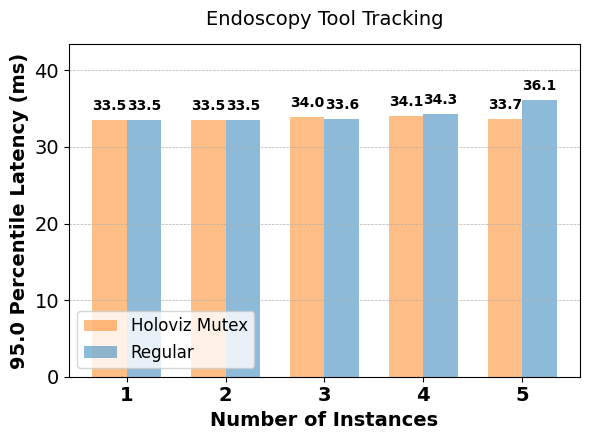 Endoscopy Tool Tracking
95.0 Percentile Latency (ms)
40
30
20
10
0
33.5 33.5 33.5 33.5 34.0 33.6 34.1 34.3 33.7 36.1
Holoviz Mutex
Regular
1 2 3 4 5
Number of Instances